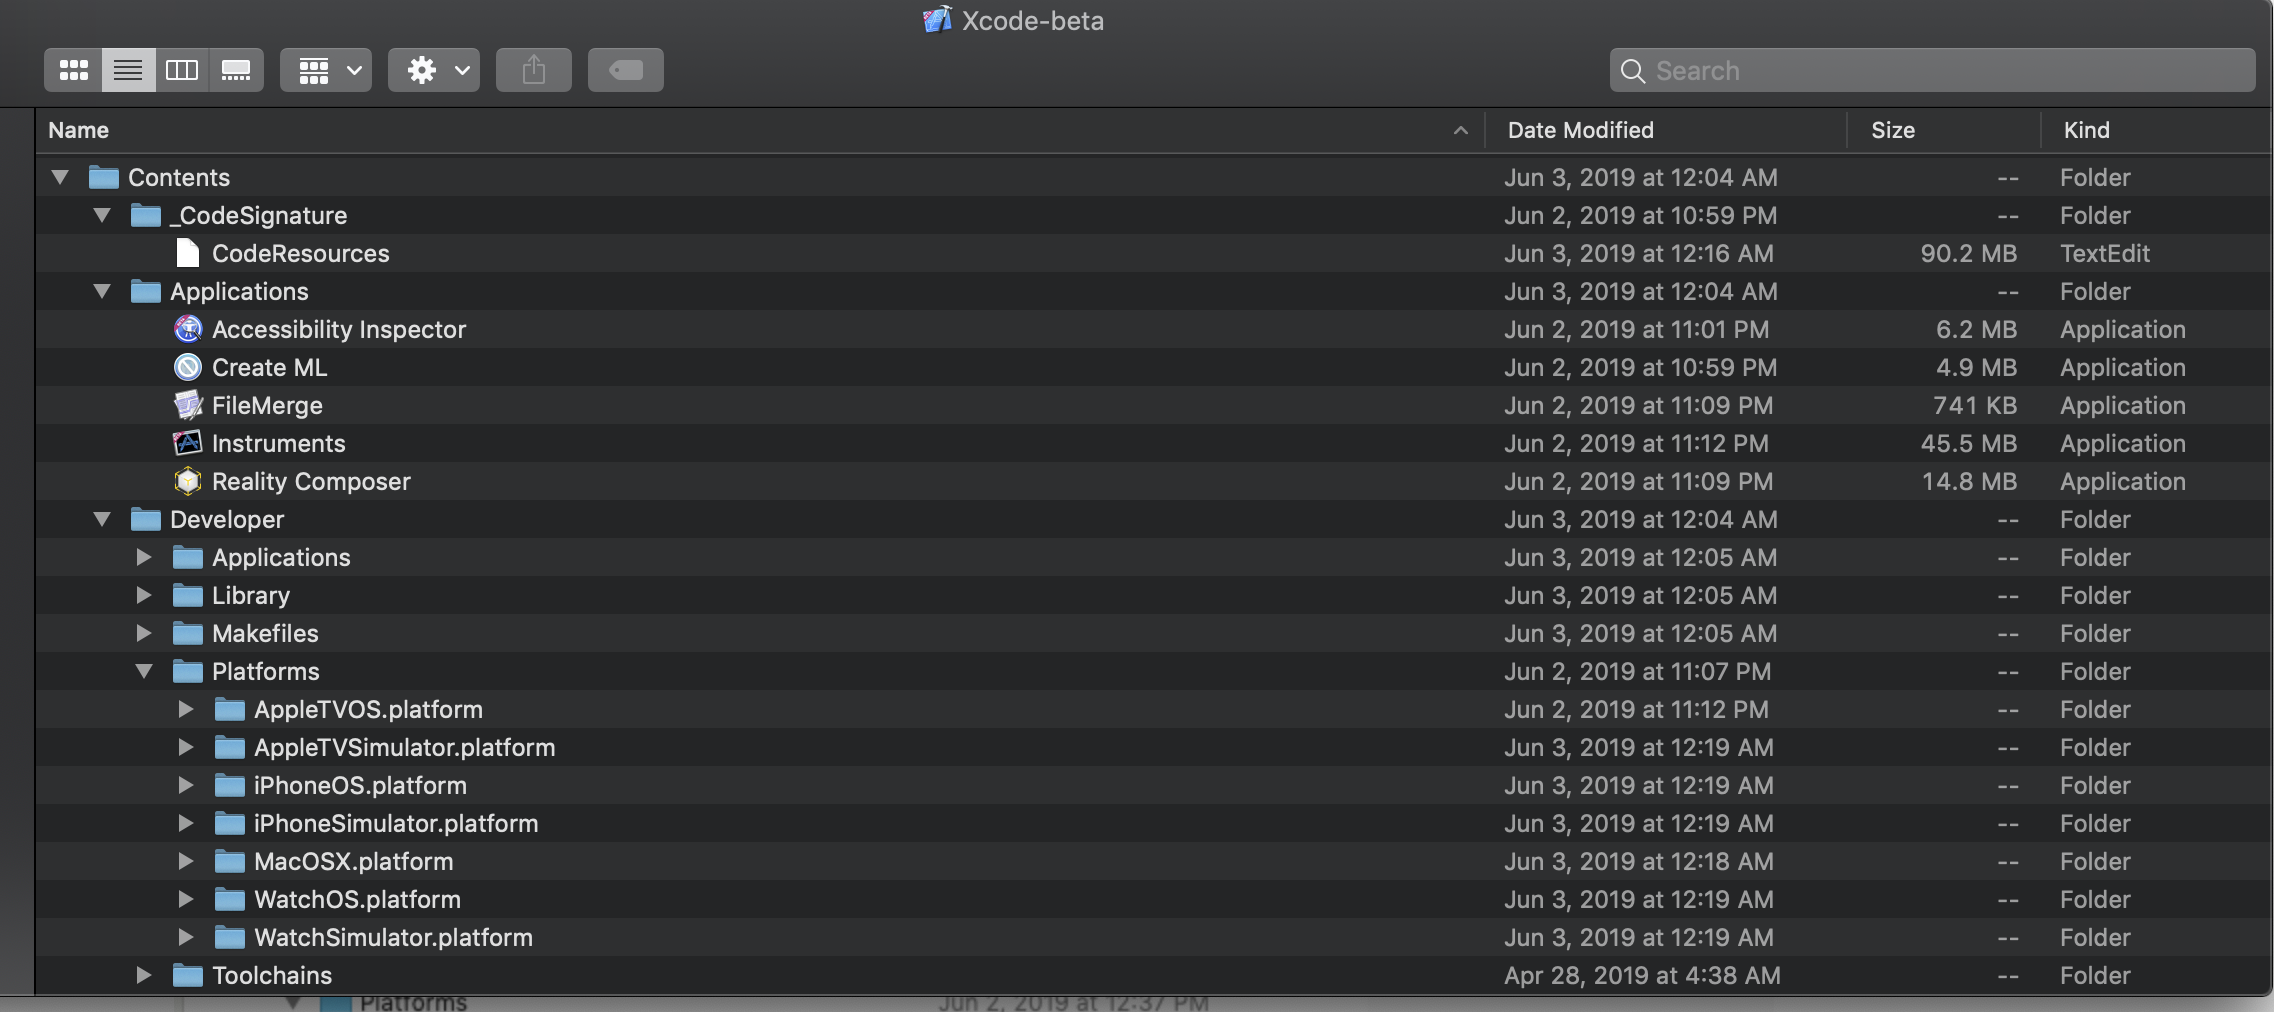 Xcode-beta
Search
Name Date Modified Size Kind
Contents Jun 3, 2019 at 12:04 AM -- Folder
_CodeSignature Jun 2, 2019 at 10:59 PM -- Folder
CodeResources Jun 3, 2019 at 12:16 AM 90.2 MB TextEdit
Applications Jun 3, 2019 at 12:04 AM -- Folder
Accessibility Inspector Jun 2, 2019 at 11:01 PM 6.2 MB Application
Create ML Jun 2, 2019 at 10:59 PM 4.9 MB Application
FileMerge Jun 2, 2019 at 11:09 PM 741 KB Application
Instruments Jun 2, 2019 at 11:12 PM 45.5 MB Application
Reality Composer Jun 2, 2019 at 11:09 PM 14.8 MB Application
Developer Jun 3, 2019 at 12:04 AM -- Folder
Applications Jun 3, 2019 at 12:05 AM -- Folder
Library Jun 3, 2019 at 12:05 AM -- Folder
Makefiles Jun 3, 2019 at 12:05 AM -- Folder
Platforms Jun 2, 2019 at 11:07 PM -- Folder
AppleTVOS.platform Jun 2, 2019 at 11:12 PM -- Folder
AppleTVSimulator.platform Jun 3, 2019 at 12:19 AM -- Folder
iPhoneOS.platform Jun 3, 2019 at 12:19 AM -- Folder
iPhoneSimulator.platform Jun 3, 2019 at 12:19 AM -- Folder
MacOSX.platform Jun 3, 2019 at 12:18 AM -- Folder
WatchOS.platform Jun 3, 2019 at 12:19 AM -- Folder
WatchSimulator.platform Jun 3, 2019 at 12:19 AM -- Folder
Toolchains Apr 28, 2019 at 4:38 AM -- Folder
Platforms Jun 2, 2019 at 12:37 PM